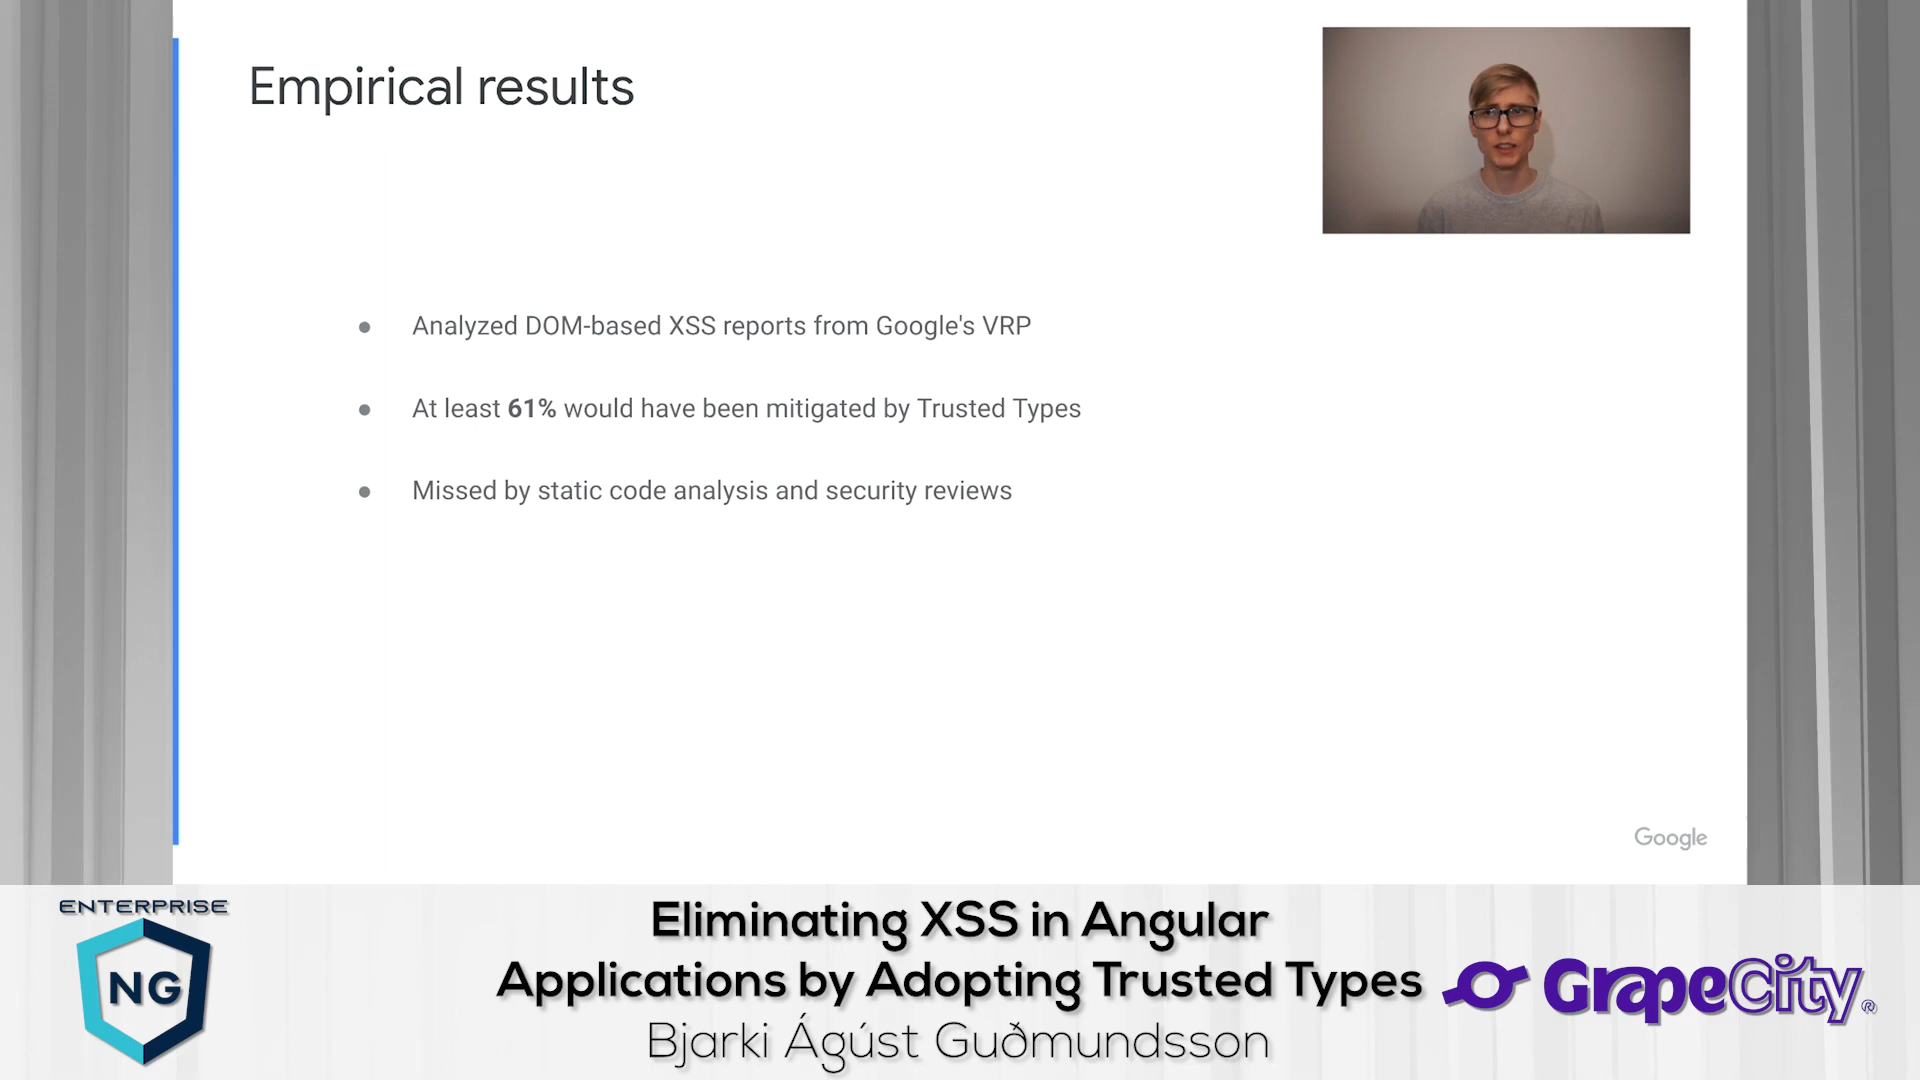 Empirical results
Analyzed DOM-based XSS reports from Google's VRP
At least 61% would have been mitigated by Trusted Types
Missed by static code analysis and security reviews
Google
ENTERPRISE
NG
Eliminating XSS in Angular
Applications by Adopting Trusted Types
Bjarki Ágúst Guðmundsson
GrapeCity®